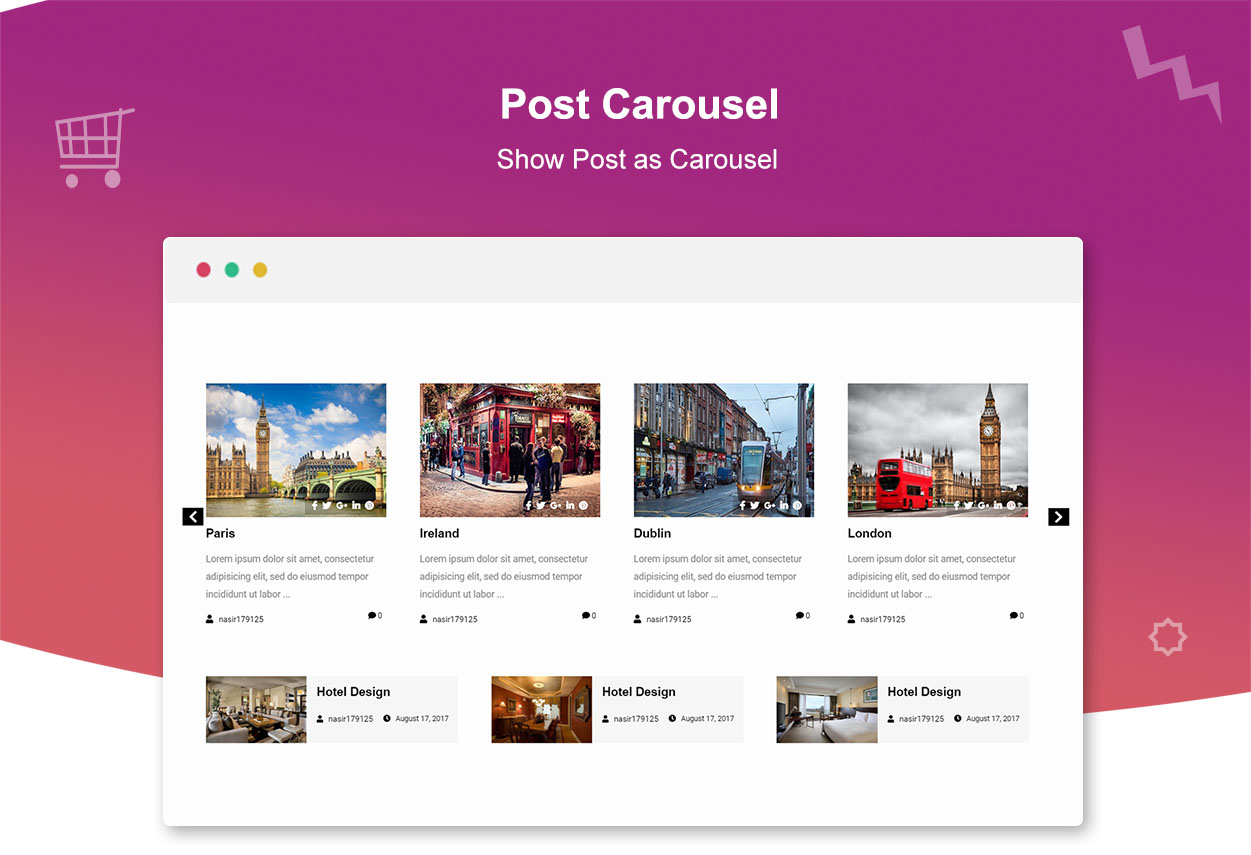 Post Carousel
Show Post as Carousel
Paris
Lorem ipsum dolor sit amet, consectetur
adipisicing elit, sed do eiusmod tempor
incididunt ut labor ...
nasir179125 0
Ireland
Lorem ipsum dolor sit amet, consectetur
adipisicing elit, sed do eiusmod tempor
incididunt ut labor ...
nasir179125 0
Dublin
Lorem ipsum dolor sit amet, consectetur
adipisicing elit, sed do eiusmod tempor
incididunt ut labor ...
nasir179125 0
London
Lorem ipsum dolor sit amet, consectetur
adipisicing elit, sed do eiusmod tempor
incididunt ut labor ...
nasir179125 0
Hotel Design
nasir179125 August 17, 2017
Hotel Design
nasir179125 August 17, 2017
Hotel Design
nasir179125 August 17, 2017